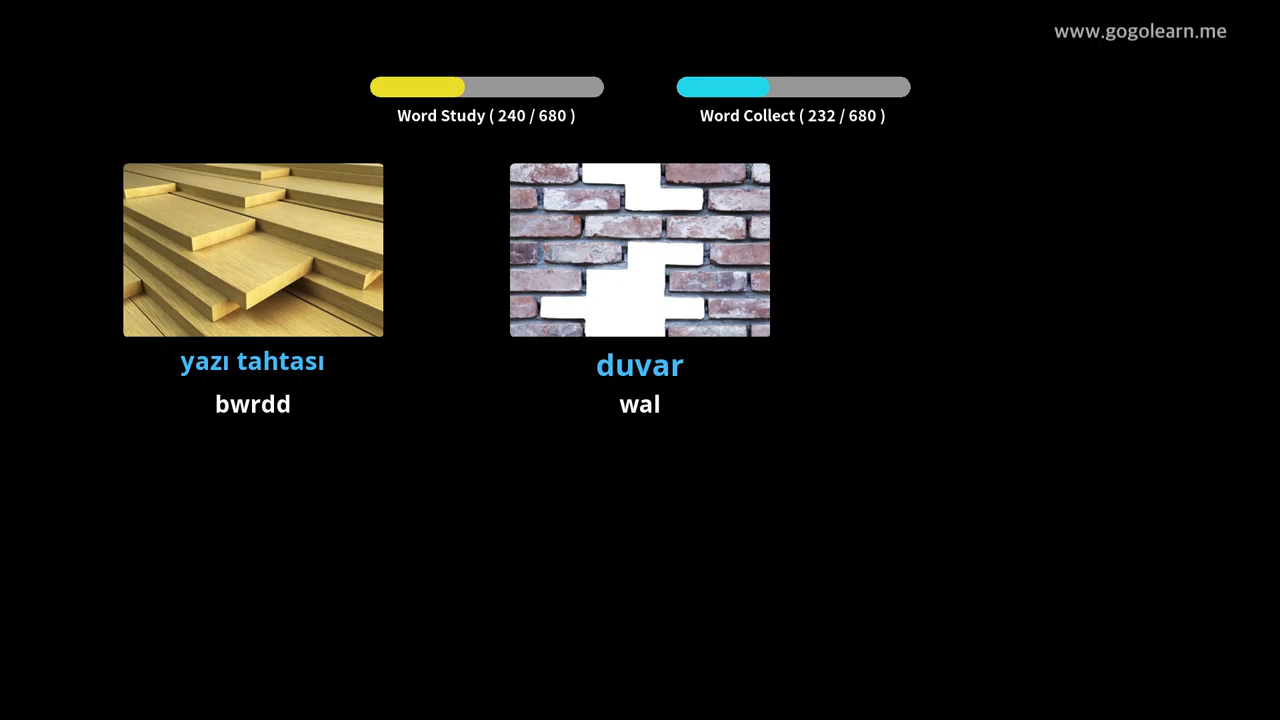 www.gogolearn.me
Word Study ( 240 / 680 )
Word Collect ( 232 / 680 )
yazı tahtası
bwrdd
duvar
wal